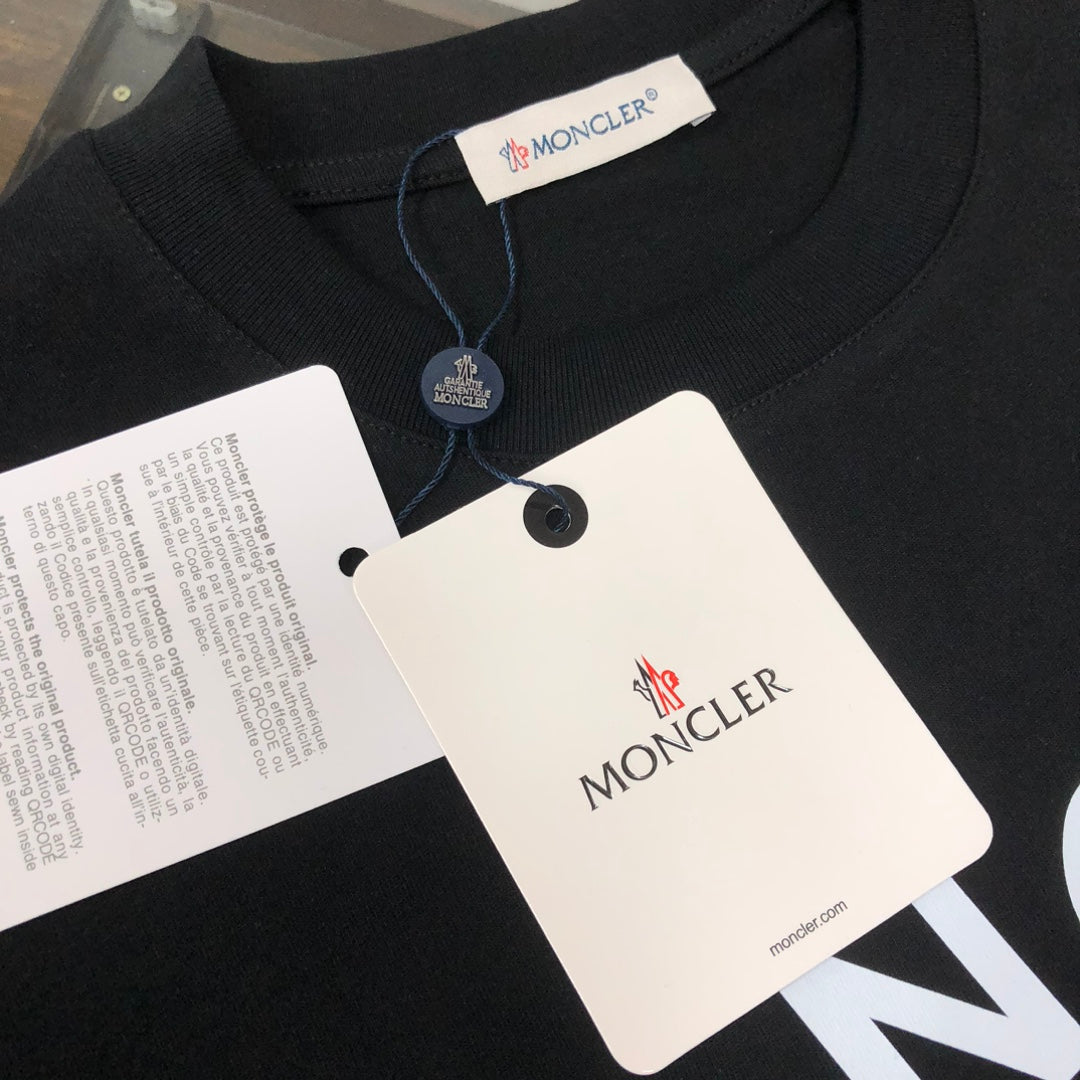 MONCLER®
GARANTIE
AUTSHENTIQUE
MONCLER
MONCLER
moncler.com
Moncler protège le produit original.
Ce produit est protégé par une identité numérique.
Vous pouvez vérifier à tout moment l'authenticité,
la qualité et la provenance du produit en effectuant
un simple contrôle par la lecture du QRCODE ou
par le biais du Code se trouvant sur l'étiquette cou-
sue à l'intérieur de cette pièce.
Moncler tutela il prodotto originale.
Questo prodotto è tutelato da un'identità digitale.
In qualsiasi momento può verificare l'autenticità, la
qualità e la provenienza del prodotto facendo un
semplice controllo, leggendo il QRCODE o utiliz-
zando il Codice presente sull'etichetta cucita all'in-
terno di questo capo.
Moncler protects the original product.
is protected by its own digital identity.
your product information at any
by reading QRCODE
label sewn inside
N